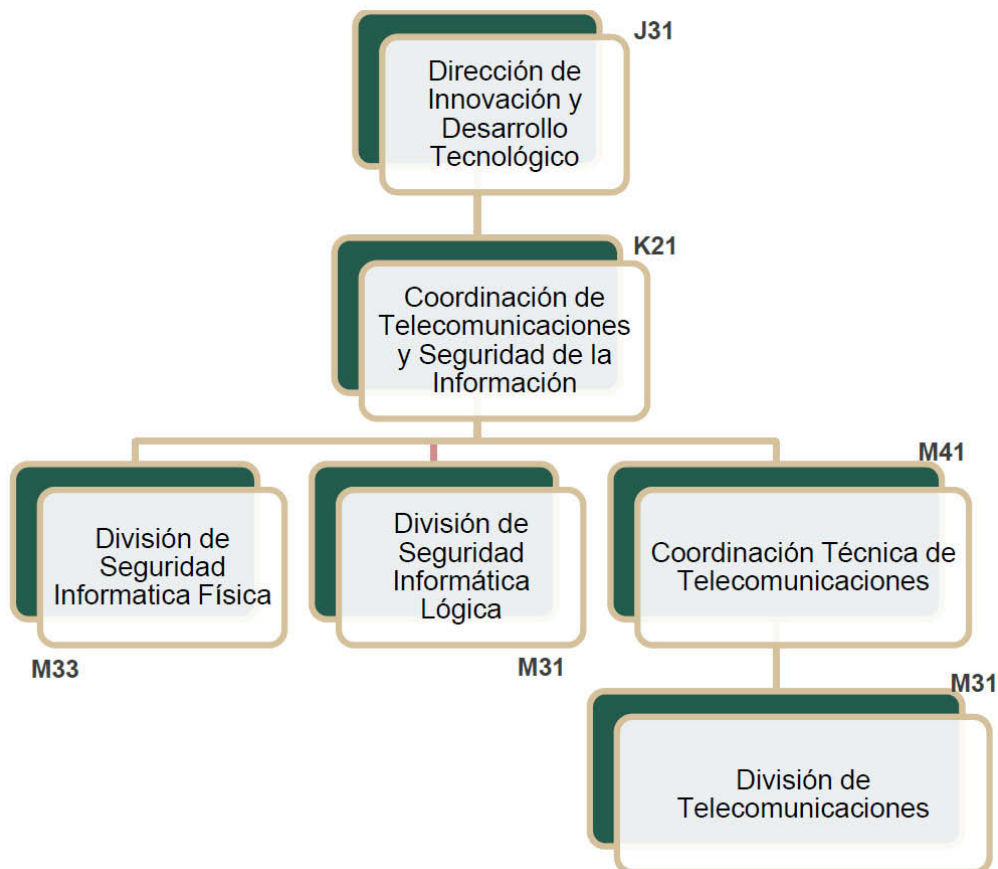 J31
Dirección de
Innovación y
Desarrollo
Tecnológico
K21
Coordinación de
Telecomunicaciones
y Seguridad de la
Información
M41
División de
Seguridad
Informatica Física
M33
División de
Seguridad
Informática
Lógica
M31
Coordinación Técnica de
Telecomunicaciones
M31
División de
Telecomunicaciones